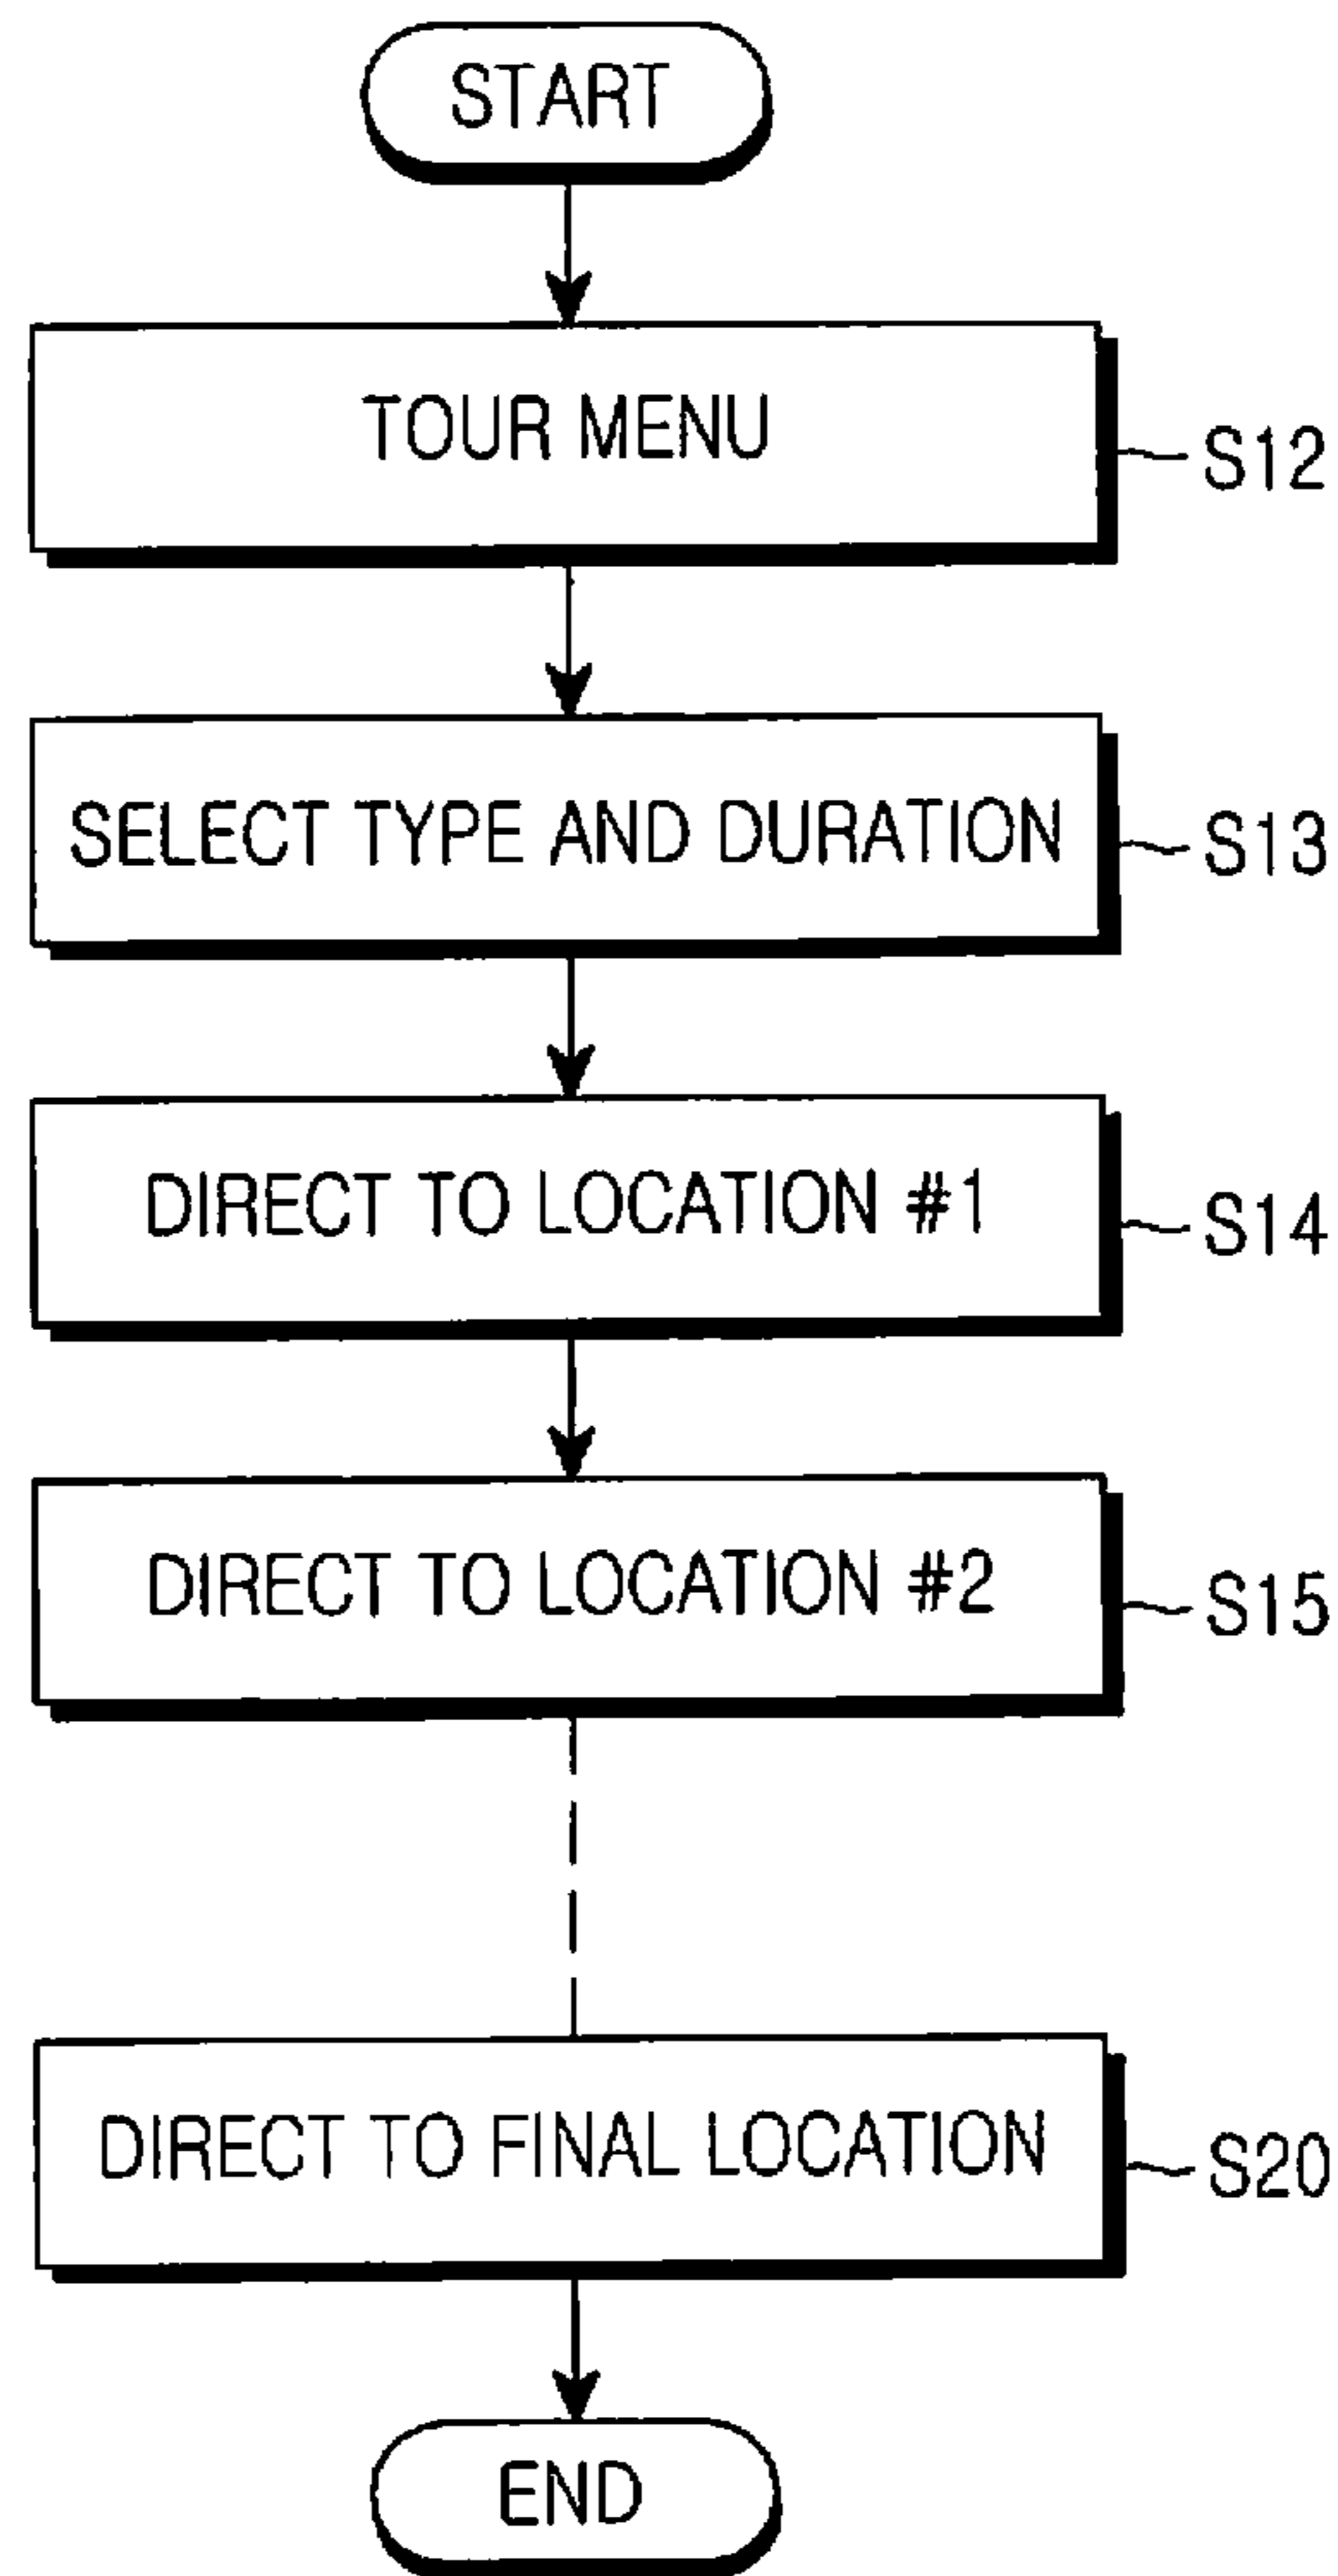 START
TOUR MENU
S12
SELECT TYPE AND DURATION
S13
DIRECT TO LOCATION #1
S14
DIRECT TO LOCATION #2
S15
DIRECT TO FINAL LOCATION
S20
END